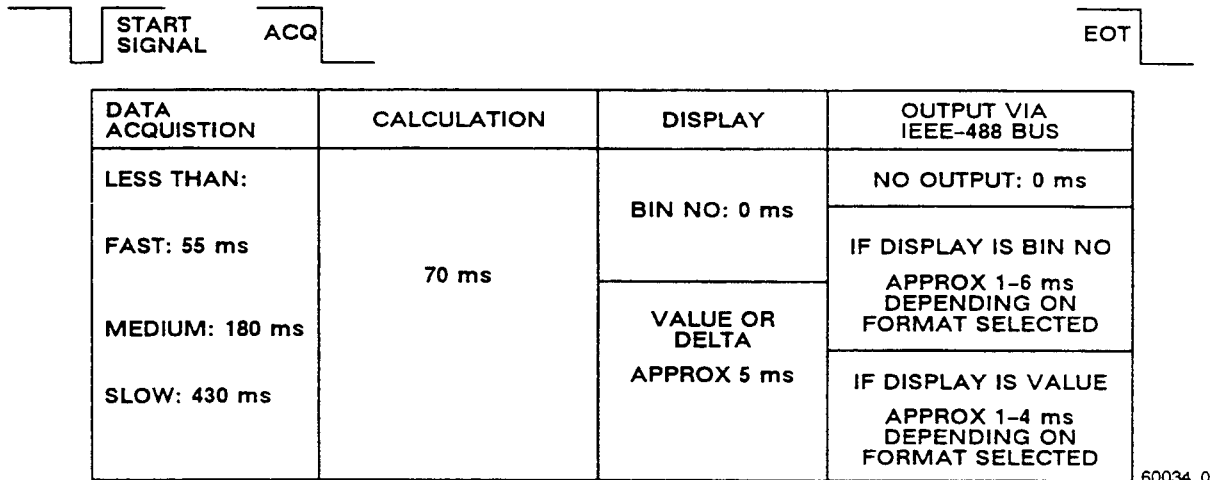 START
SIGNAL
ACQ
EOT
DATA
ACQUISTION
CALCULATION
DISPLAY
OUTPUT VIA
IEEE-488 BUS
LESS THAN:
FAST: 55 ms
MEDIUM: 180 ms
SLOW: 430 ms
70 ms
BIN NO: 0 ms
VALUE OR
DELTA
APPROX 5 ms
NO OUTPUT: 0 ms
IF DISPLAY IS BIN NO
APPROX 1-6 ms
DEPENDING ON
FORMAT SELECTED
IF DISPLAY IS VALUE
APPROX 1-4 ms
DEPENDING ON
FORMAT SELECTED
60034 0